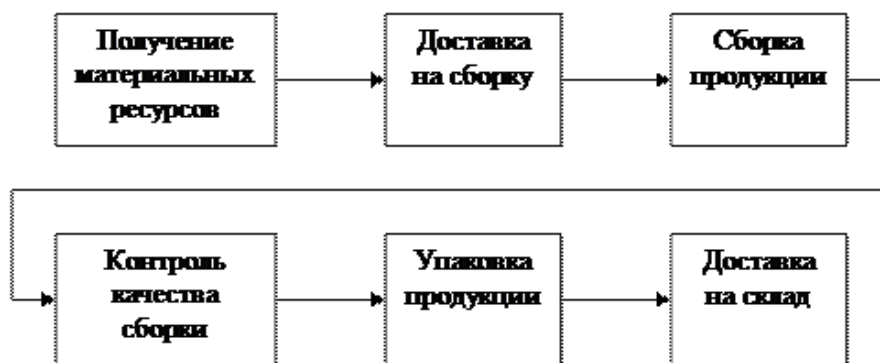 Получение
материальных
ресурсов
Доставка
на сборку
Сборка
продукции
Контроль
качества
сборки
Упаковка
продукции
Доставка
на склад